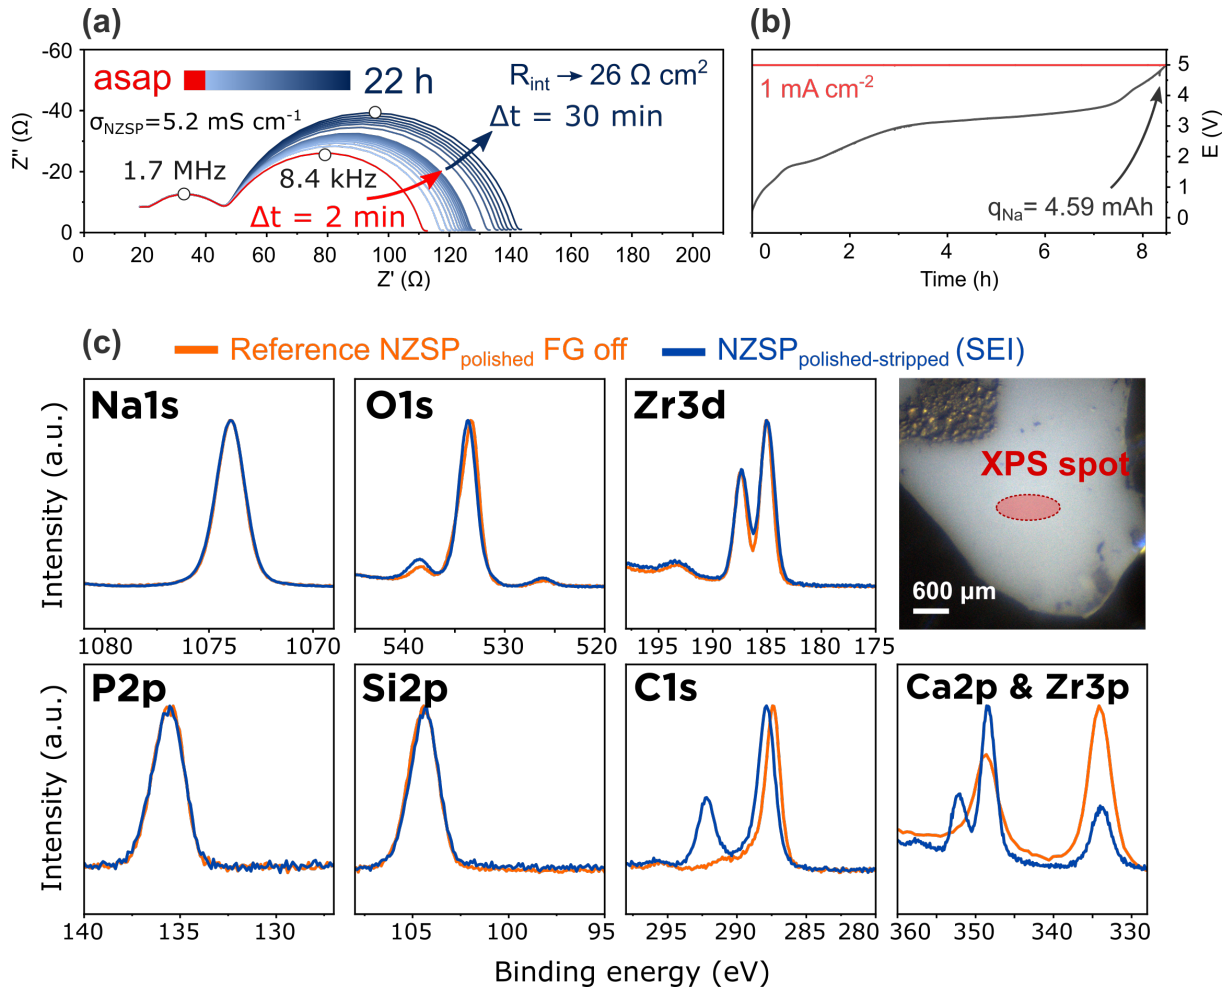 (a)
-60
-40
-20
0
Z'' (Ω)
asap
22 h
R_int → 26 Ω cm²
σ_NZSP=5.2 mS cm⁻¹
Δt = 30 min
1.7 MHz
8.4 kHz
Δt = 2 min
0 20 40 60 80 100 120 140 160 180 200
Z' (Ω)
(b)
1 mA cm⁻²
q_Na= 4.59 mAh
5
4
3
2
1
0
E (V)
0 2 4 6 8
Time (h)
(c)
Reference NZSP_polished FG off
NZSP_polished-stripped (SEI)
Intensity (a.u.)
Na1s
1080 1075 1070
O1s
540 530 520
Zr3d
195 190 185 180 175
XPS spot
600 µm
Intensity (a.u.)
P2p
140 135 130
Si2p
105 100 95
C1s
295 290 285 280
Ca2p & Zr3p
360 350 340 330
Binding energy (eV)